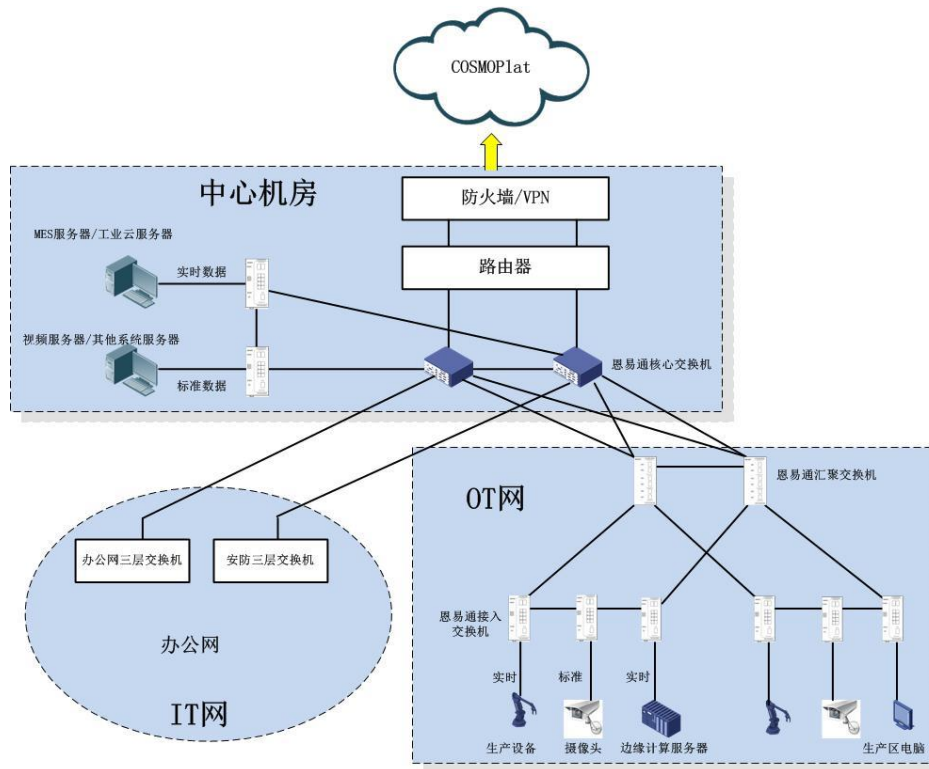 COSMOPlat
中心机房
防火墙/VPN
MES服务器/工业云服务器
实时数据
路由器
视频服务器/其他系统服务器
标准数据
恩易通核心交换机
OT网
恩易通汇聚交换机
办公网三层交换机
安防三层交换机
恩易通接入
交换机
办公网
IT网
实时
标准
实时
生产设备
摄像头
边缘计算服务器
生产区电脑